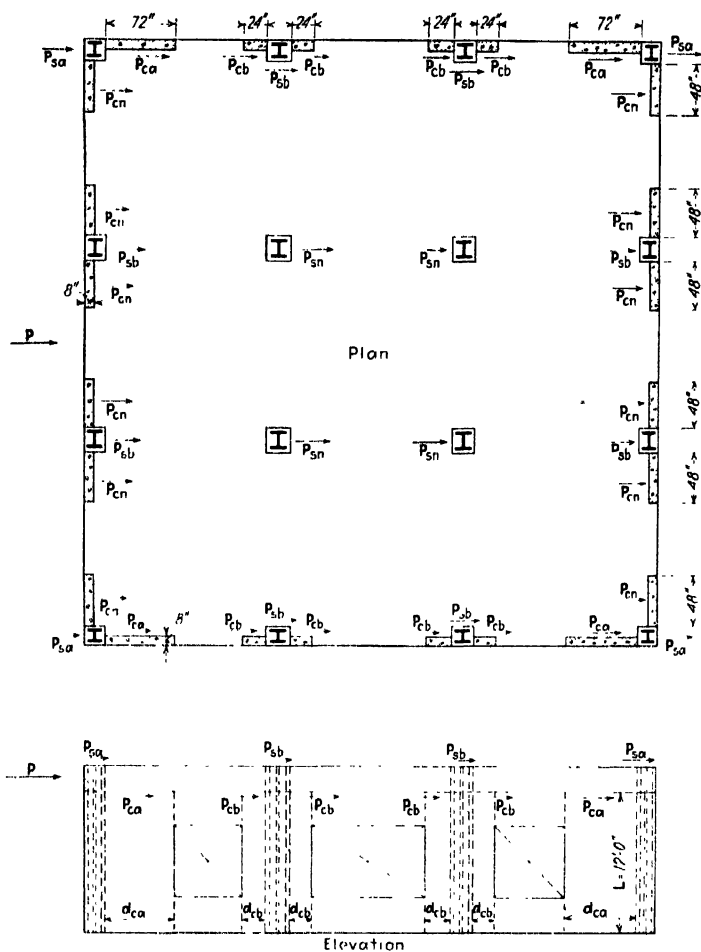 72" 24" 24" 24" 24" 72"
Psa Pca Pcb Psb Pcb Pcb Psb Pcb Pca Psa
Pcn Pcn 48"
Pcn Pcn 48"
Psb Psn Psn Psb
8" Pcn Pcn 48"
P
Plan
Pcn Pcn 48"
Psb Psn Psn Psb
Pcn Pcn 48"
Pcn Pcn 48"
Psa Pca 8" Pcb Psb Pcb Pcb Psb Pcb Pca Psa
P Psa Psb Psb Psa
Pca Pcb Pcb Pcb Pcb Pca
L=12'-0"
dca dcb dcb dcb dcb dca
Elevation